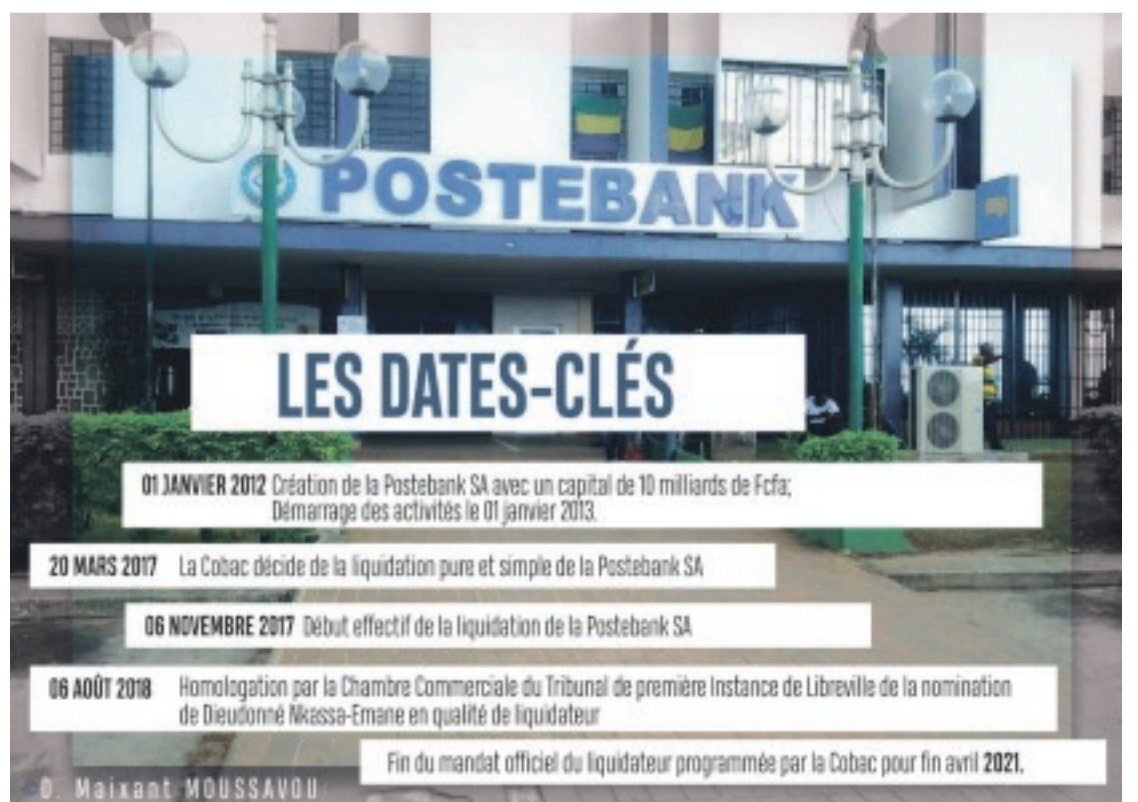 POSTEBANK
LES DATES-CLÉS
01 JANVIER 2012 Création de la Postebank SA avec un capital de 10 milliards de Fcfa;
Démarrage des activités le 01 janvier 2013.
20 MARS 2017 La Cobac décide de la liquidation pure et simple de la Postebank SA
06 NOVEMBRE 2017 Début effectif de la liquidation de la Postebank SA
06 AOÛT 2018 Homologation par la Chambre Commerciale du Tribunal de première Instance de Libreville de la nomination
de Dieudonné Nkassa-Emane en qualité de liquidateur
Fin du mandat officiel du liquidateur programmée par la Cobac pour fin avril 2021.
D. Maixant MOUSSAVOU